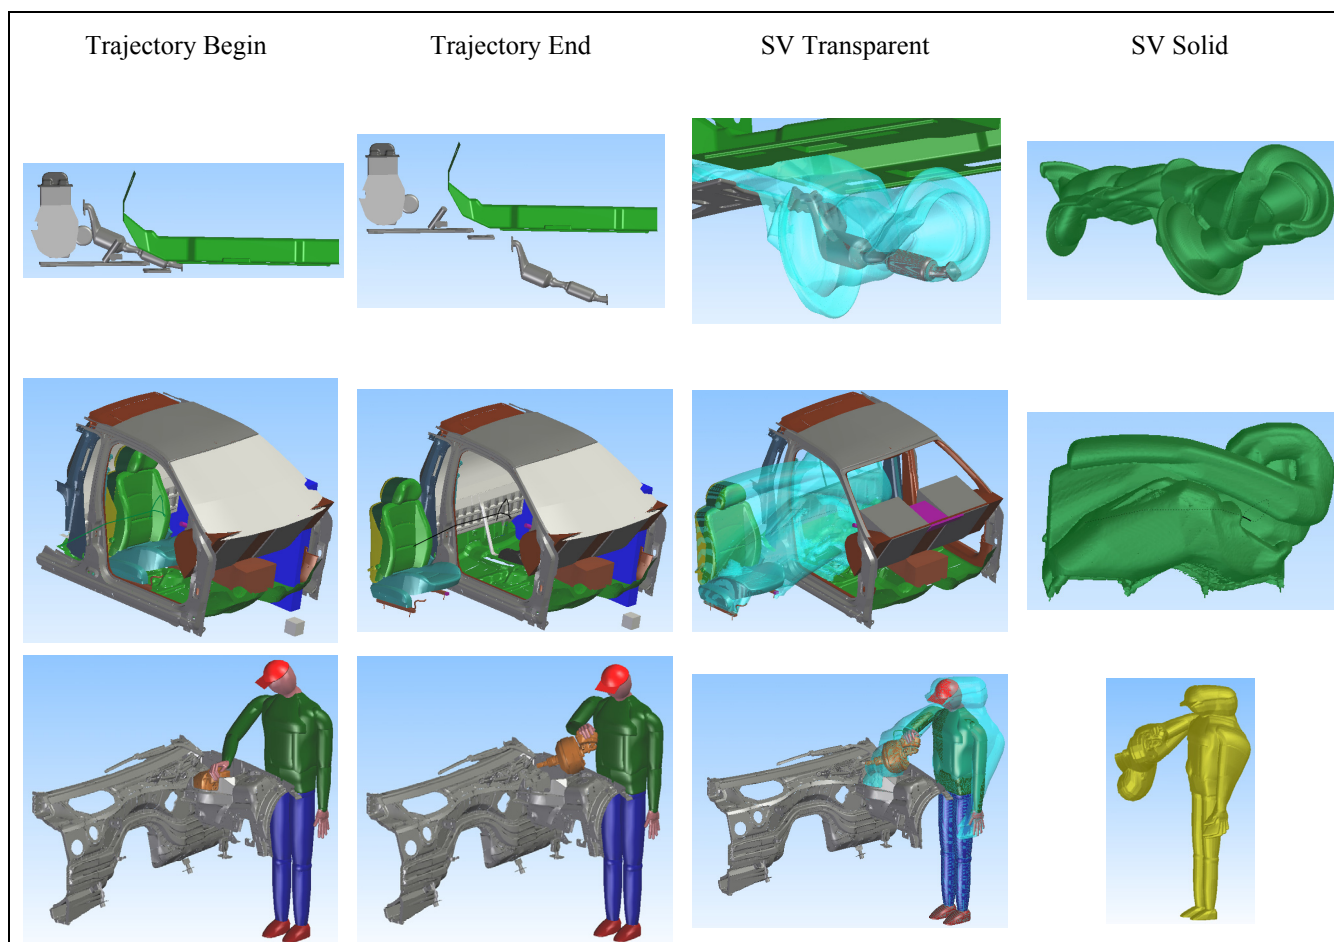 Trajectory Begin
Trajectory End
SV Transparent
SV Solid